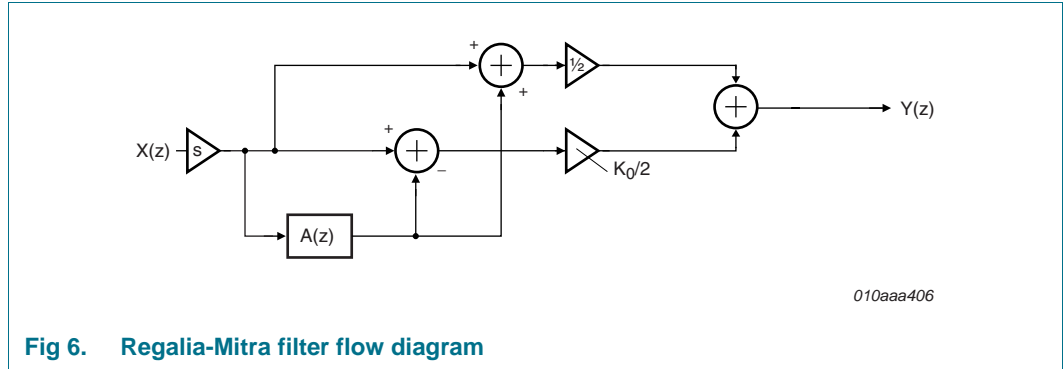 +
+
½
X(z)
s
+
−
K0/2
Y(z)
A(z)
010aaa406
Fig 6. Regalia-Mitra filter flow diagram